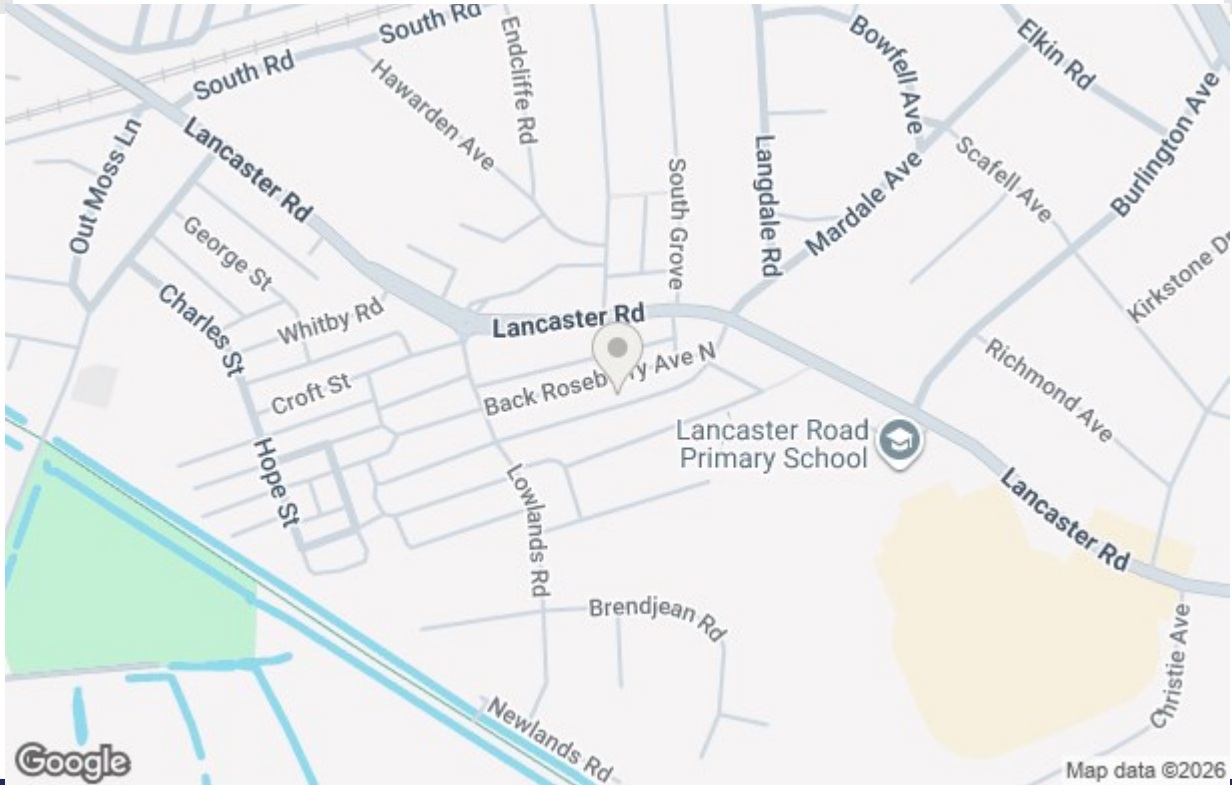 South Rd
South Rd
Endcliffe Rd
Hawarden Ave
Out Moss Ln
Lancaster Rd
George St
Whitby Rd
Charles St
Croft St
Hope St
Lancaster Rd
South Grove
Langdale Rd
Bowfell Ave
Mardale Ave
Elkin Rd
Scafell Ave
Burlington Ave
Kirkstone Dr
Richmond Ave
Back Rosebery Ave N
Lancaster Road
Primary School
Lancaster Rd
Lowlands Rd
Brendjean Rd
Newlands Rd
Christie Ave
Google
Map data ©2026